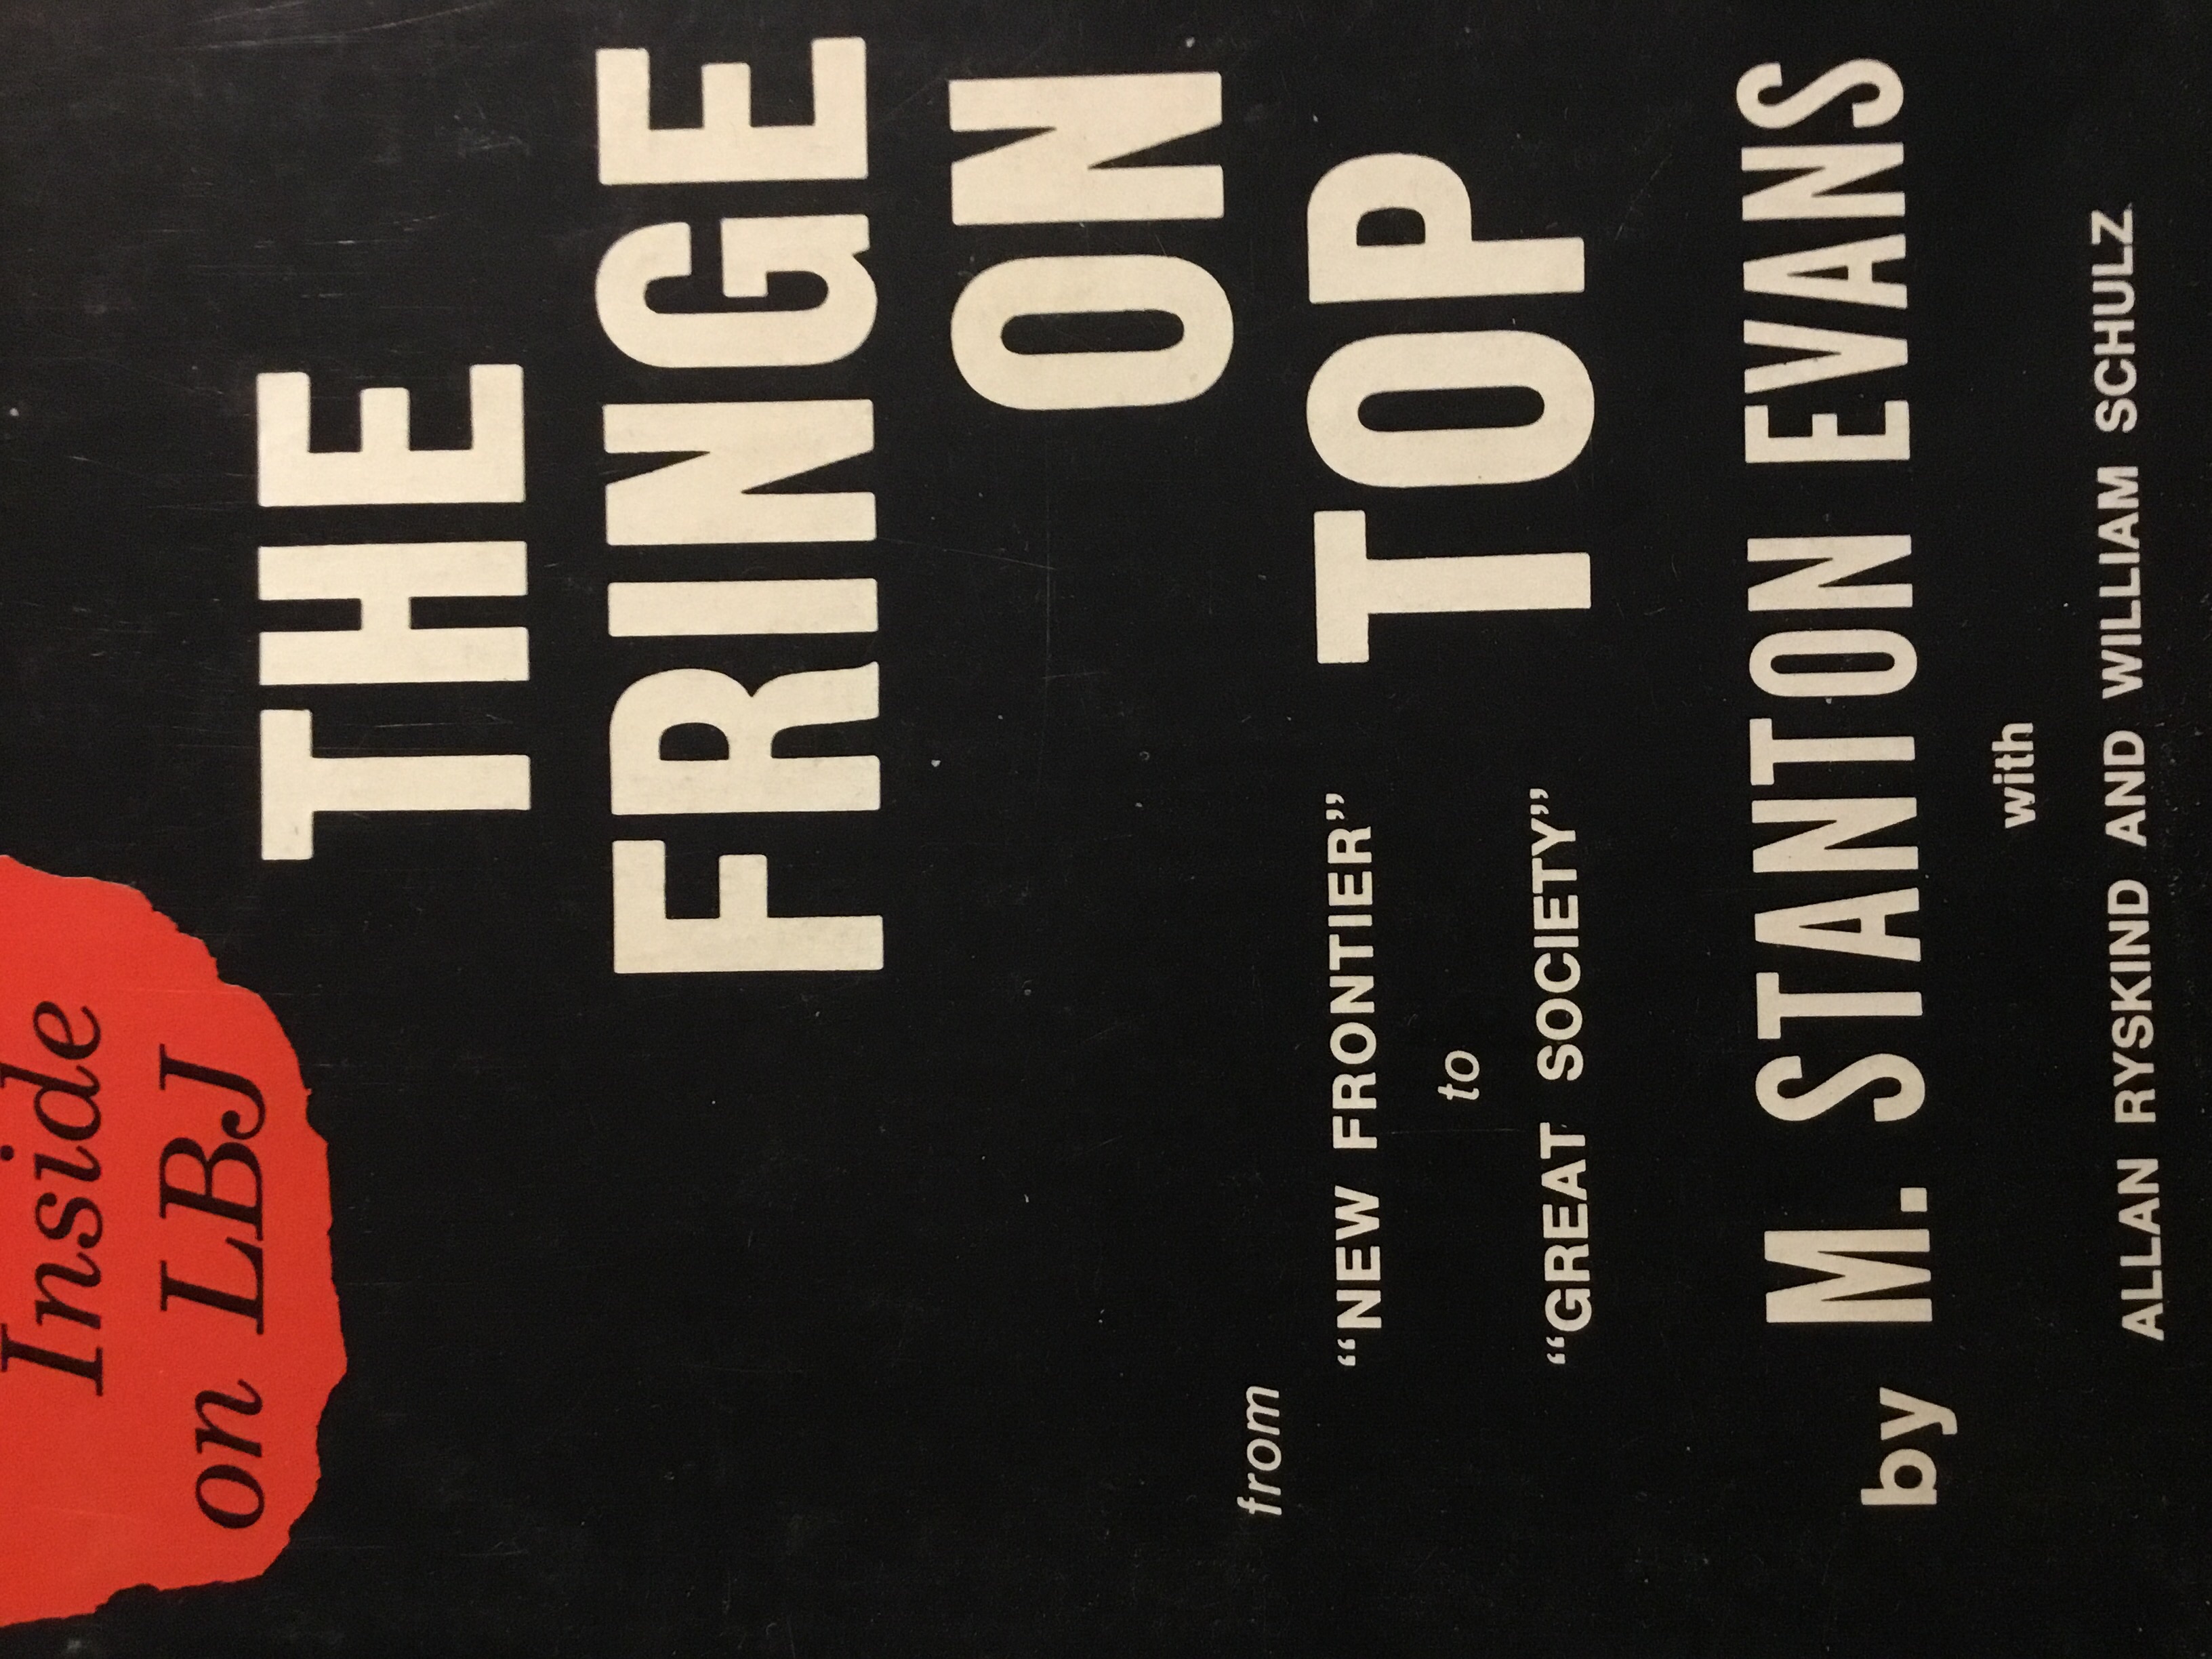 Inside
on LBJ
THE
FRINGE
ON
TOP
from
“NEW FRONTIER”
to
“GREAT SOCIETY”
by M. STANTON EVANS
with
ALLAN RYSKIND AND WILLIAM SCHULZ